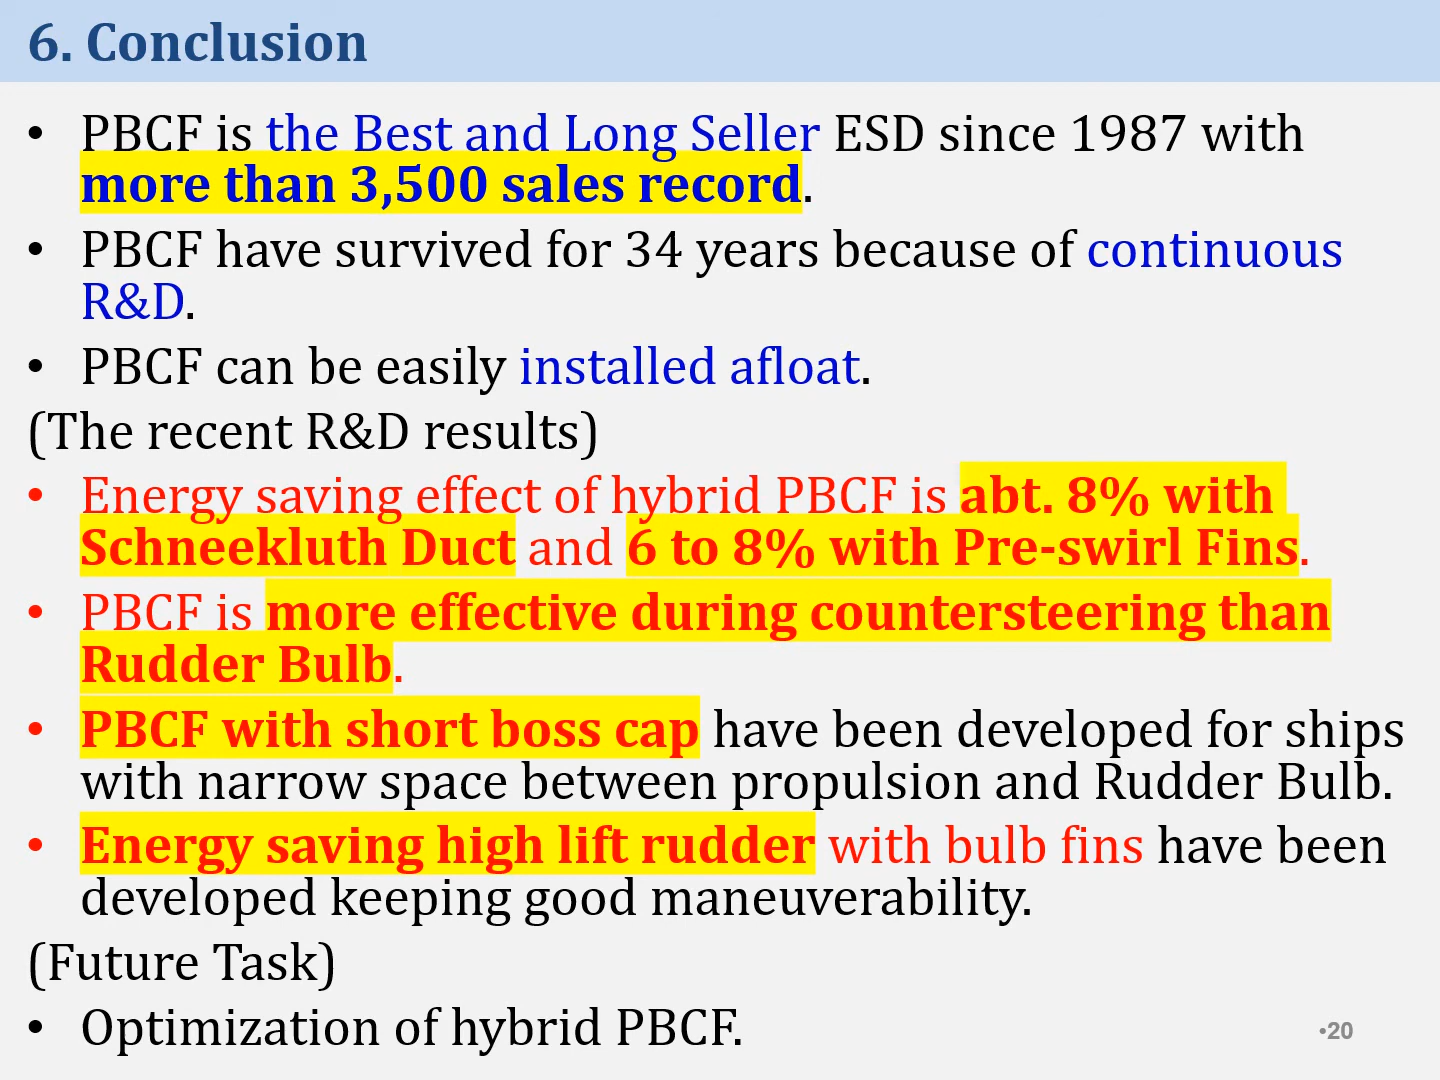 6. Conclusion
• PBCF is the Best and Long Seller ESD since 1987 with
more than 3,500 sales record.
• PBCF have survived for 34 years because of continuous
R&D.
• PBCF can be easily installed afloat.
(The recent R&D results)
• Energy saving effect of hybrid PBCF is abt. 8% with
Schneekluth Duct and 6 to 8% with Pre-swirl Fins.
• PBCF is more effective during countersteering than
Rudder Bulb.
• PBCF with short boss cap have been developed for ships
with narrow space between propulsion and Rudder Bulb.
• Energy saving high lift rudder with bulb fins have been
developed keeping good maneuverability.
(Future Task)
• Optimization of hybrid PBCF.
•20